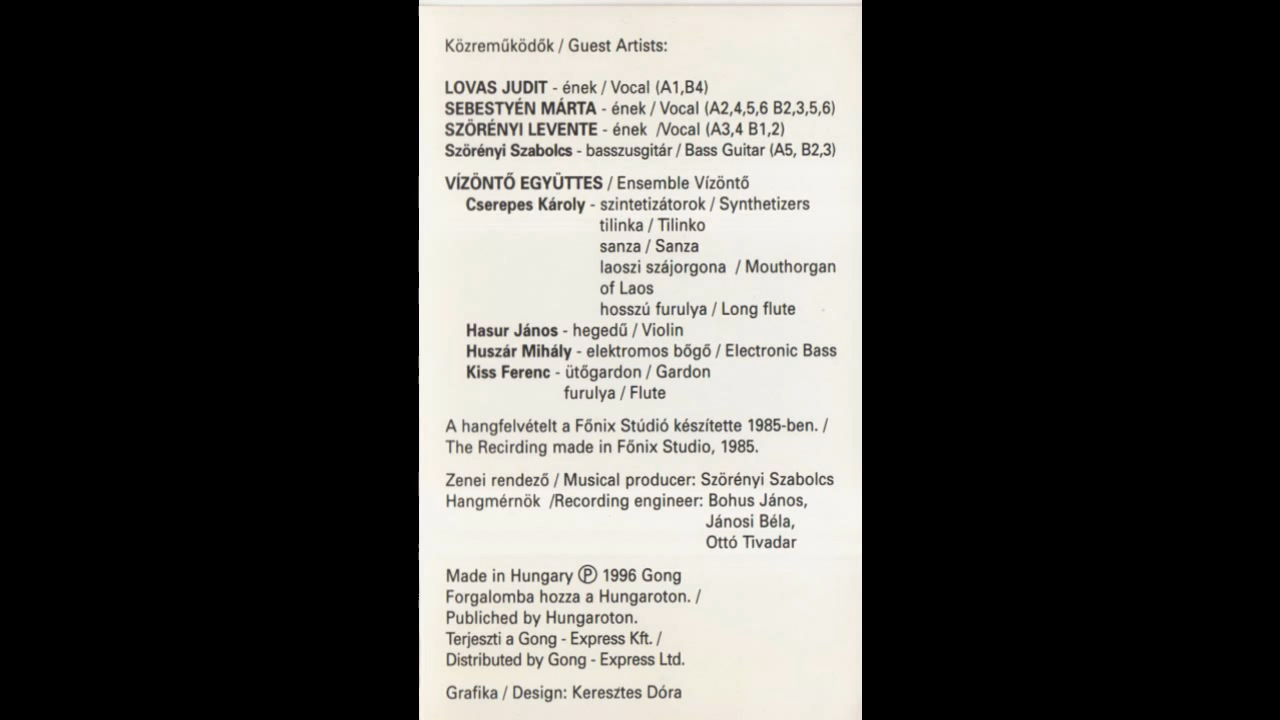 Közreműködők / Guest Artists:
LOVAS JUDIT - ének / Vocal (A1,B4)
SEBESTYÉN MÁRTA - ének / Vocal (A2,4,5,6 B2,3,5,6)
SZÖRÉNYI LEVENTE - ének /Vocal (A3,4 B1,2)
Szörényi Szabolcs - basszusgitár / Bass Guitar (A5, B2,3)
VÍZÖNTŐ EGYÜTTES / Ensemble Vízöntő
Cserepes Károly - szintetizátorok / Synthetizers
tilinka / Tilinko
sanza / Sanza
laoszi szájorgona / Mouthorgan
of Laos
hosszú furulya / Long flute
Hasur János - hegedű / Violin
Huszár Mihály - elektromos bőgő / Electronic Bass
Kiss Ferenc - ütőgardon / Gardon
furulya / Flute
A hangfelvételt a Főnix Stúdió készítette 1985-ben. /
The Recirding made in Főnix Studio, 1985.
Zenei rendező / Musical producer: Szörényi Szabolcs
Hangmérnök /Recording engineer: Bohus János,
Jánosi Béla,
Ottó Tivadar
Made in Hungary Ⓟ 1996 Gong
Forgalomba hozza a Hungaroton. /
Publiched by Hungaroton.
Terjeszti a Gong - Express Kft. /
Distributed by Gong - Express Ltd.
Grafika / Design: Keresztes Dóra